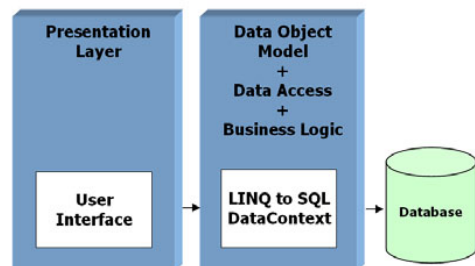 Presentation
Layer
User
Interface
Data Object
Model
+
Data Access
+
Business Logic
LINQ to SQL
DataContext
Database